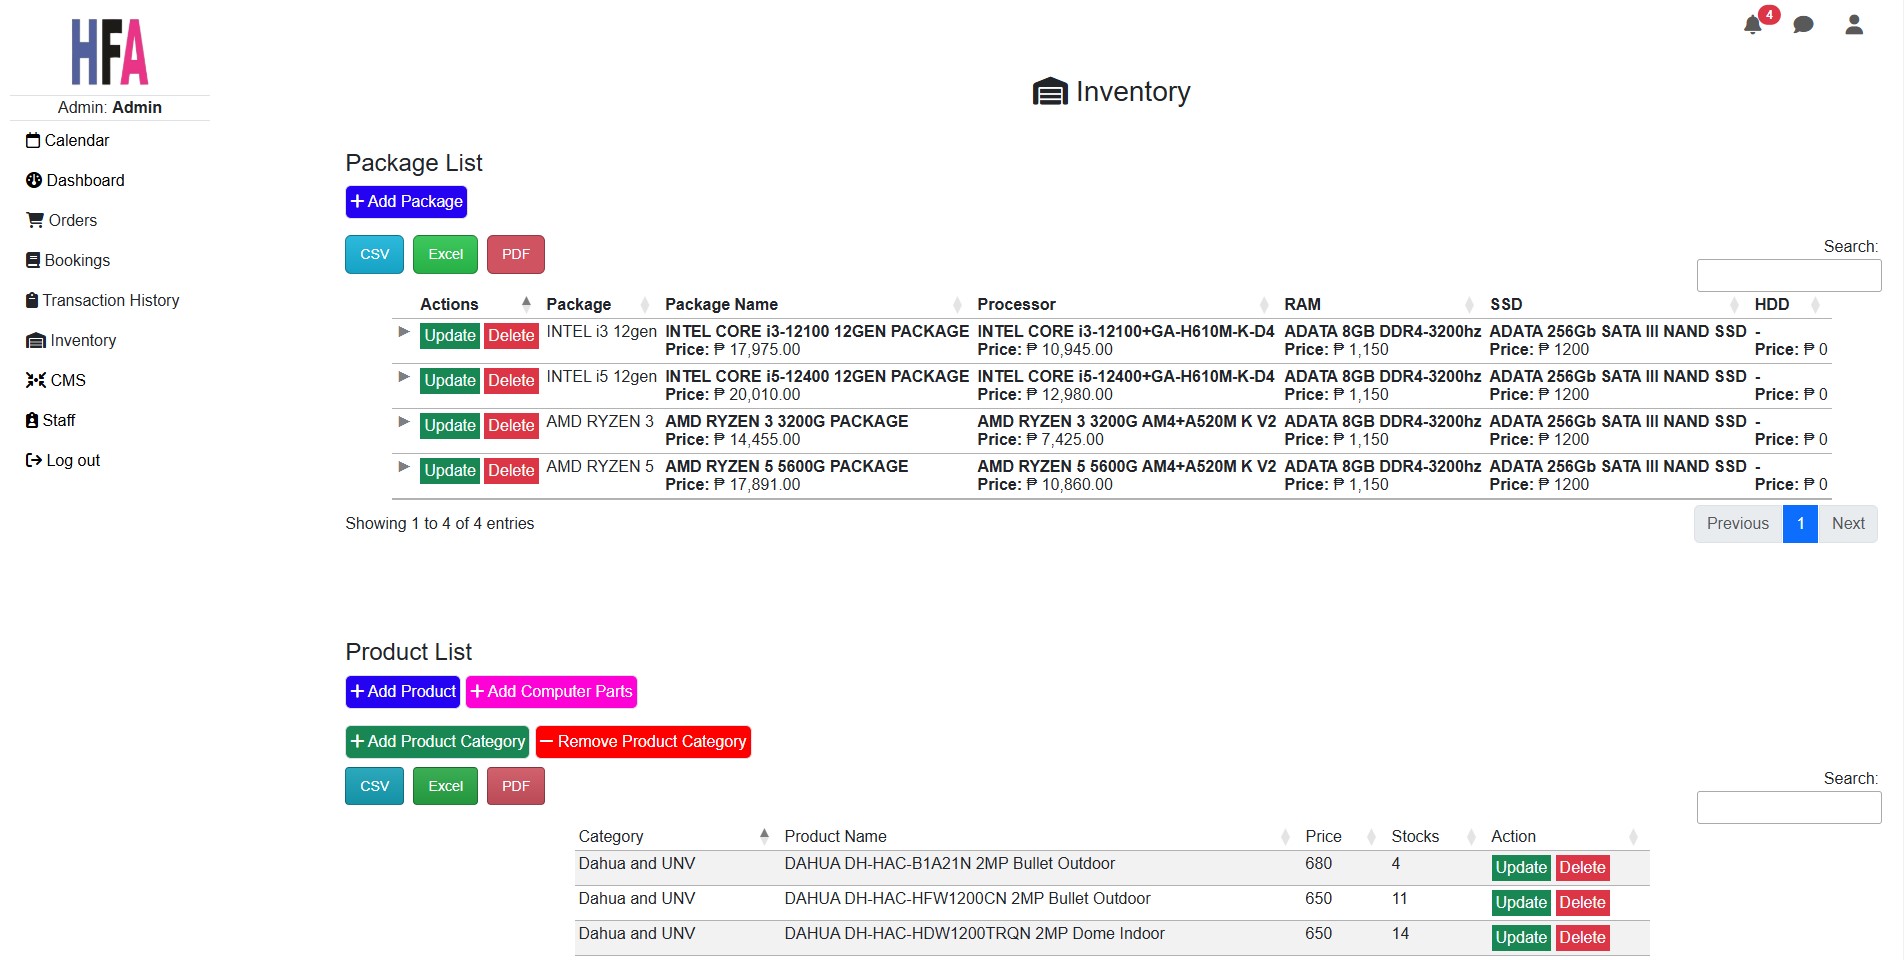 HFA
Admin: Admin
Calendar
Dashboard
Orders
Bookings
Transaction History
Inventory
CMS
Staff
Log out
4
Inventory
Package List
+ Add Package
CSV Excel PDF
Search:
Actions Package Package Name Processor RAM SSD HDD
Update Delete INTEL i3 12gen INTEL CORE i3-12100 12GEN PACKAGE INTEL CORE i3-12100+GA-H610M-K-D4 ADATA 8GB DDR4-3200hz ADATA 256Gb SATA III NAND SSD -
Price: ₱ 17,975.00 Price: ₱ 10,945.00 Price: ₱ 1,150 Price: ₱ 1200 Price: ₱ 0
Update Delete INTEL i5 12gen INTEL CORE i5-12400 12GEN PACKAGE INTEL CORE i5-12400+GA-H610M-K-D4 ADATA 8GB DDR4-3200hz ADATA 256Gb SATA III NAND SSD -
Price: ₱ 20,010.00 Price: ₱ 12,980.00 Price: ₱ 1,150 Price: ₱ 1200 Price: ₱ 0
Update Delete AMD RYZEN 3 AMD RYZEN 3 3200G PACKAGE AMD RYZEN 3 3200G AM4+A520M K V2 ADATA 8GB DDR4-3200hz ADATA 256Gb SATA III NAND SSD -
Price: ₱ 14,455.00 Price: ₱ 7,425.00 Price: ₱ 1,150 Price: ₱ 1200 Price: ₱ 0
Update Delete AMD RYZEN 5 AMD RYZEN 5 5600G PACKAGE AMD RYZEN 5 5600G AM4+A520M K V2 ADATA 8GB DDR4-3200hz ADATA 256Gb SATA III NAND SSD -
Price: ₱ 17,891.00 Price: ₱ 10,860.00 Price: ₱ 1,150 Price: ₱ 1200 Price: ₱ 0
Showing 1 to 4 of 4 entries
Previous 1 Next
Product List
+ Add Product + Add Computer Parts
+ Add Product Category − Remove Product Category
CSV Excel PDF
Search:
Category Product Name Price Stocks Action
Dahua and UNV DAHUA DH-HAC-B1A21N 2MP Bullet Outdoor 680 4 Update Delete
Dahua and UNV DAHUA DH-HAC-HFW1200CN 2MP Bullet Outdoor 650 11 Update Delete
Dahua and UNV DAHUA DH-HAC-HDW1200TRQN 2MP Dome Indoor 650 14 Update Delete